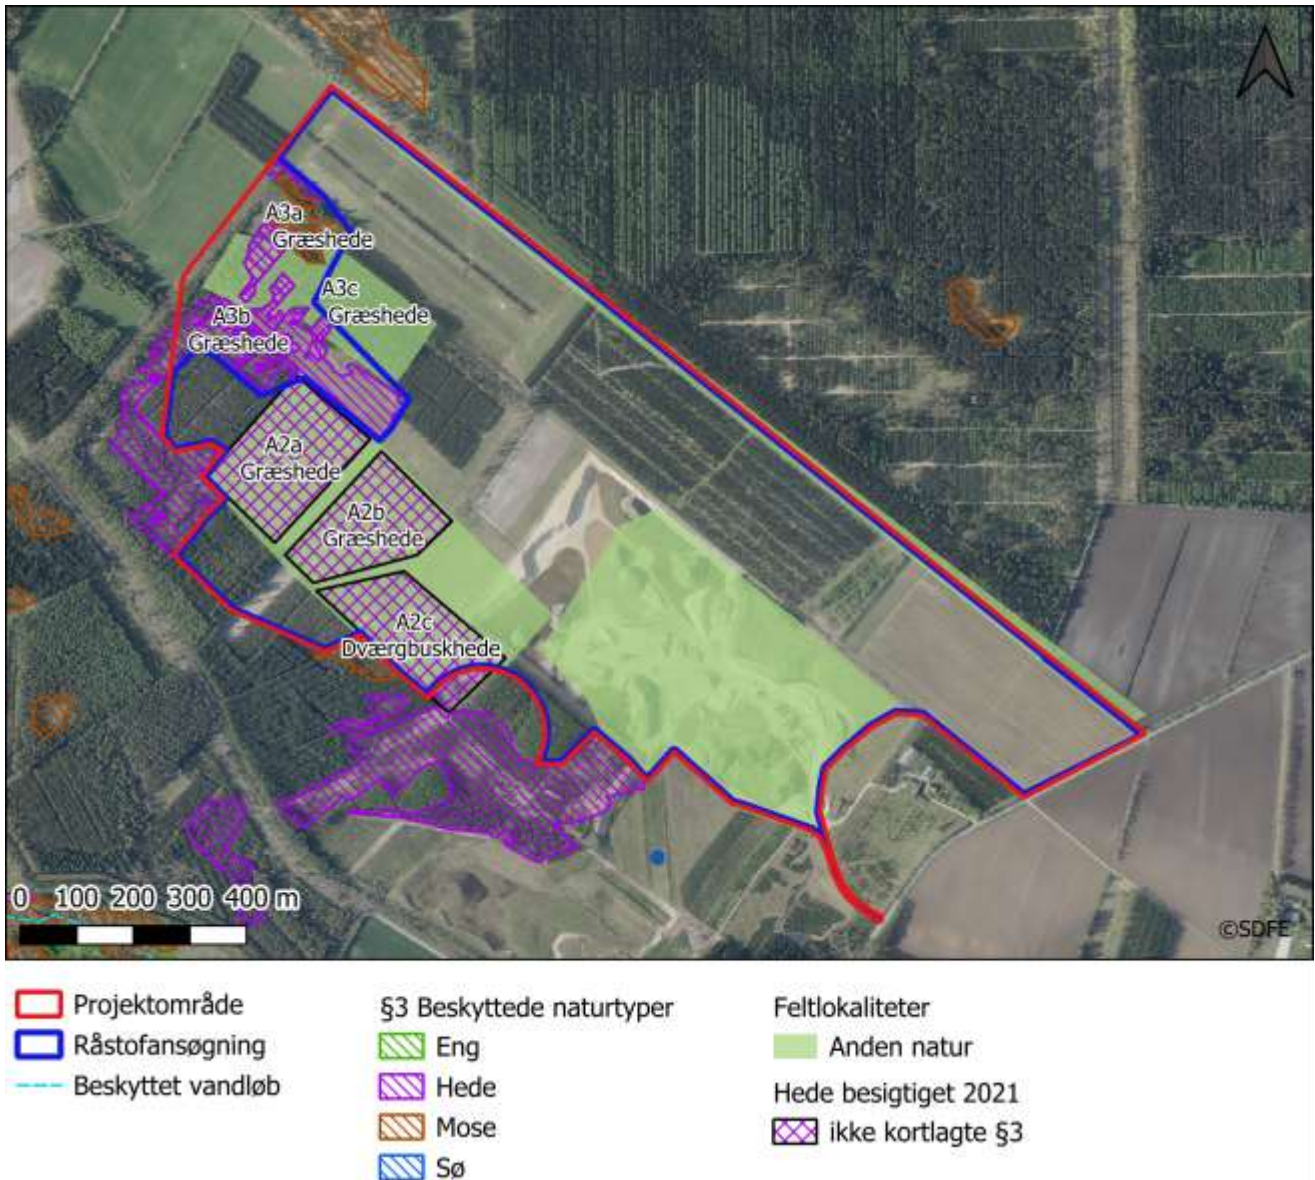 A3a
Græshede
A3c
Græshede
A3b
Græshede
A2a
Græshede
A2b
Græshede
A2c
Dværgbuskhede
0 100 200 300 400 m
©SDFE
Projektområde
Råstofansøgning
Beskyttet vandløb
§3 Beskyttede naturtyper
Eng
Hede
Mose
Sø
Feltlokaliteter
Anden natur
Hede besigtiget 2021
ikke kortlagte §3